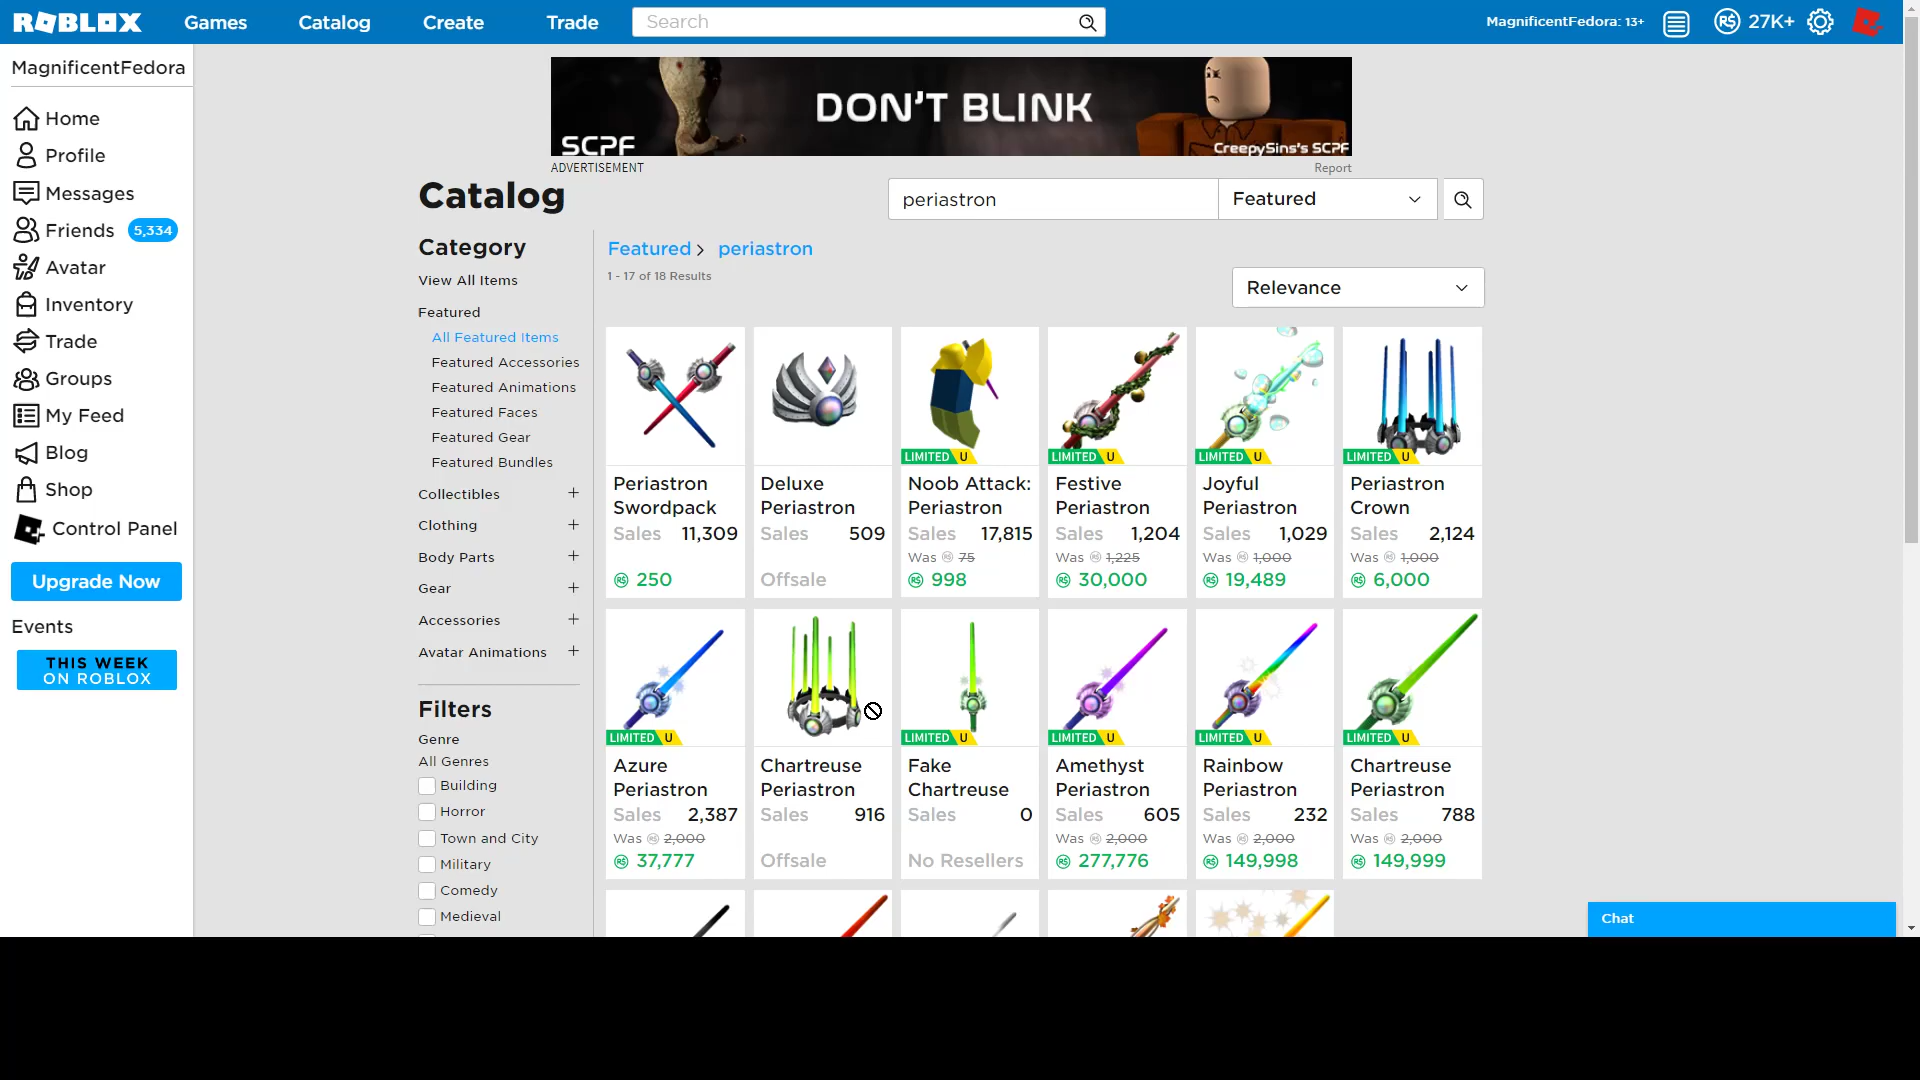 ROBLOX Games Catalog Create Trade Search MagnificentFedora: 13+ 27K+
MagnificentFedora
Home
Profile
Messages
Friends 5,334
Avatar
Inventory
Trade
Groups
My Feed
Blog
Shop
Control Panel
Upgrade Now
Events
THIS WEEK
ON ROBLOX
DON'T BLINK
SCPF
CreepySins's SCPF
ADVERTISEMENT Report
Catalog
periastron Featured
Category
View All Items
Featured
All Featured Items
Featured Accessories
Featured Animations
Featured Faces
Featured Gear
Featured Bundles
Collectibles +
Clothing +
Body Parts +
Gear +
Accessories +
Avatar Animations +
Filters
Genre
All Genres
Building
Horror
Town and City
Military
Comedy
Medieval
Featured > periastron
1 - 17 of 18 Results
Relevance
Periastron
Swordpack
Sales 11,309
250
Deluxe
Periastron
Sales 509
Offsale
LIMITED U
Noob Attack:
Periastron
Sales 17,815
Was 75
998
LIMITED U
Festive
Periastron
Sales 1,204
Was 1,225
30,000
LIMITED U
Joyful
Periastron
Sales 1,029
Was 1,000
19,489
LIMITED U
Periastron
Crown
Sales 2,124
Was 1,000
6,000
LIMITED U
Azure
Periastron
Sales 2,387
Was 2,000
37,777
Chartreuse
Periastron
Sales 916
Offsale
LIMITED U
Fake
Chartreuse
Sales 0
No Resellers
LIMITED U
Amethyst
Periastron
Sales 605
Was 2,000
277,776
LIMITED U
Rainbow
Periastron
Sales 232
Was 2,000
149,998
LIMITED U
Chartreuse
Periastron
Sales 788
Was 2,000
149,999
Chat